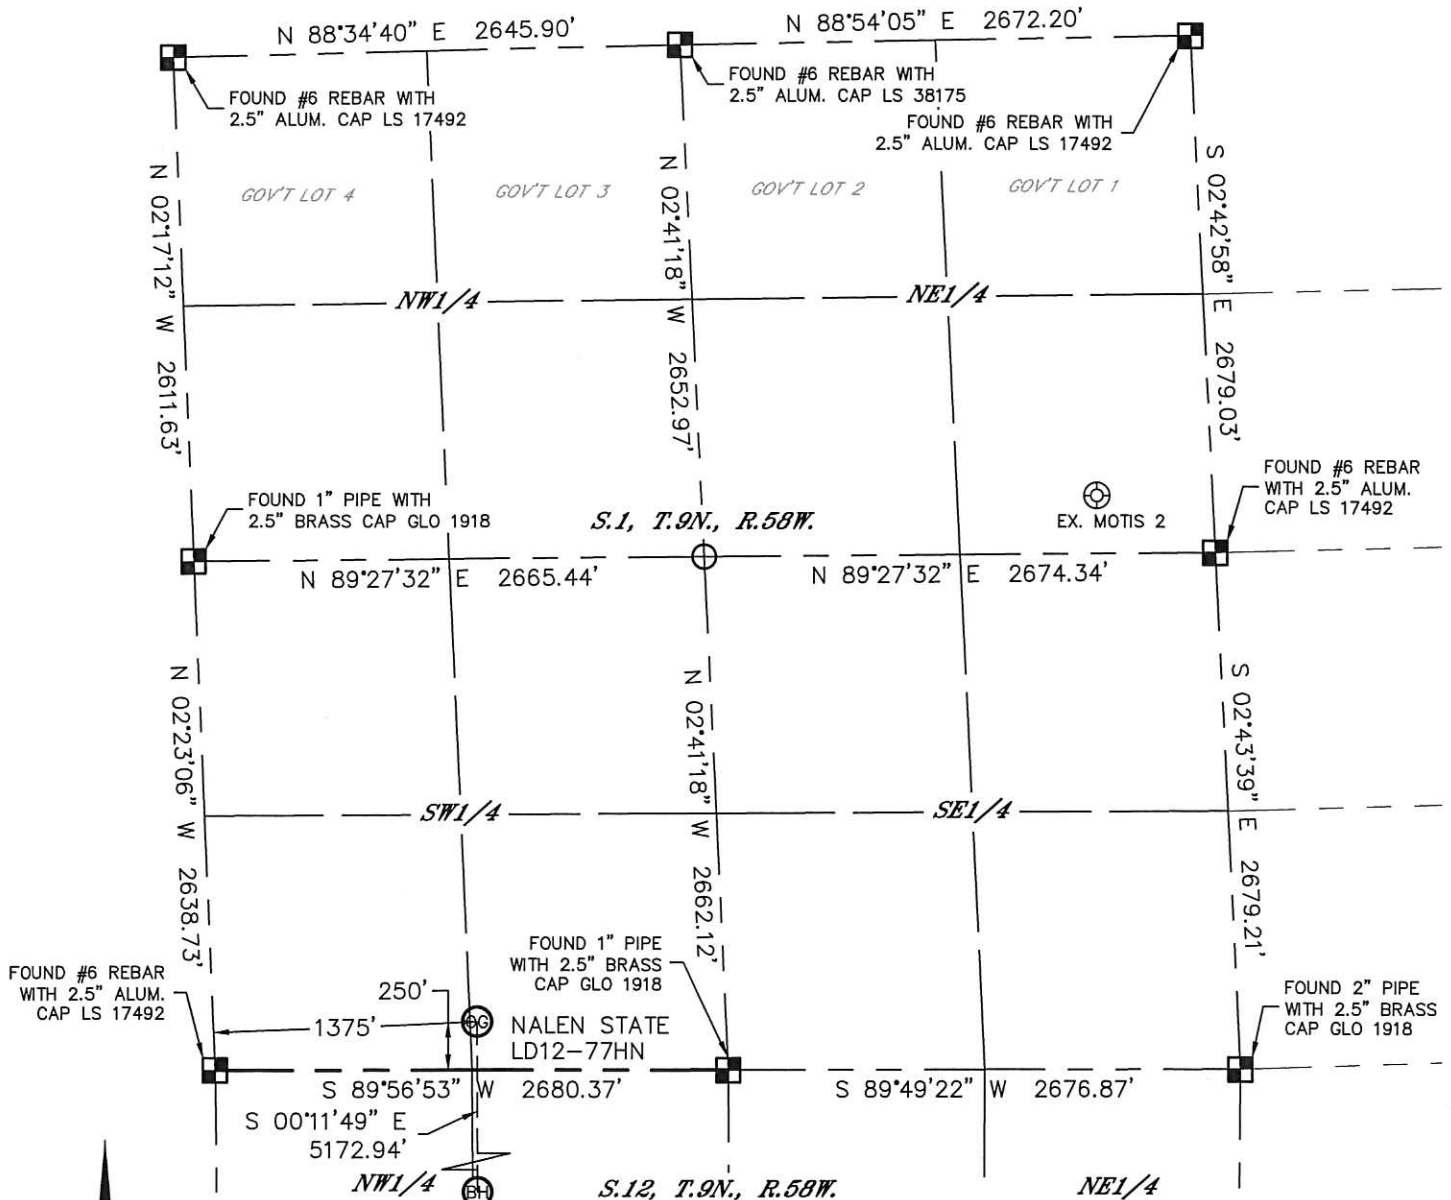 N 88°34'40" E 2645.90'
N 88°54'05" E 2672.20'
FOUND #6 REBAR WITH
2.5" ALUM. CAP LS 17492
FOUND #6 REBAR WITH
2.5" ALUM. CAP LS 38175
FOUND #6 REBAR WITH
2.5" ALUM. CAP LS 17492
GOV'T LOT 4
GOV'T LOT 3
GOV'T LOT 2
GOV'T LOT 1
N 02°17'12" W 2611.63'
N 02°41'18" W 2652.97'
S 02°42'58" E 2679.03'
NW1/4
NE1/4
FOUND 1" PIPE WITH
2.5" BRASS CAP GLO 1918
S.1, T.9N., R.58W.
EX. MOTIS 2
FOUND #6 REBAR
WITH 2.5" ALUM.
CAP LS 17492
N 89°27'32" E 2665.44'
N 89°27'32" E 2674.34'
N 02°23'06" W 2638.73'
N 02°41'18" W 2662.12'
S 02°43'39" E 2679.21'
SW1/4
SE1/4
FOUND #6 REBAR
WITH 2.5" ALUM.
CAP LS 17492
250'
1375'
OG
NALEN STATE
LD12-77HN
FOUND 1" PIPE
WITH 2.5" BRASS
CAP GLO 1918
FOUND 2" PIPE
WITH 2.5" BRASS
CAP GLO 1918
S 89°56'53" W 2680.37'
S 89°49'22" W 2676.87'
S 00°11'49" E
5172.94'
NW1/4
BH
S.12, T.9N., R.58W.
NE1/4